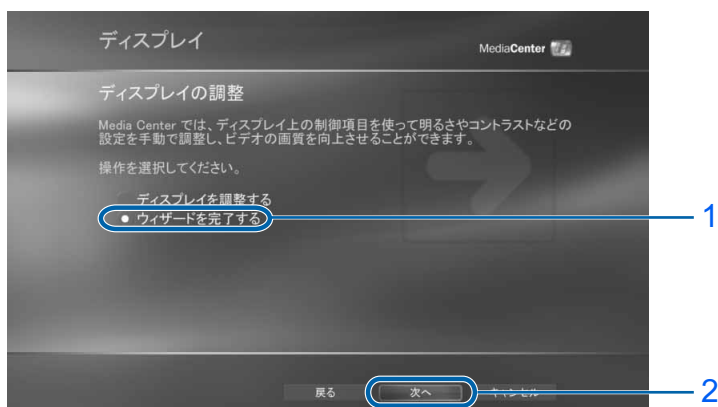 ディスプレイ
MediaCenter
ディスプレイの調整
Media Center では、ディスプレイ上の制御項目を使って明るさやコントラストなどの
設定を手動で調整し、ビデオの画質を向上させることができます。
操作を選択してください。
ディスプレイを調整する
ウィザードを完了する
1
戻る
次へ
キャンセル
2